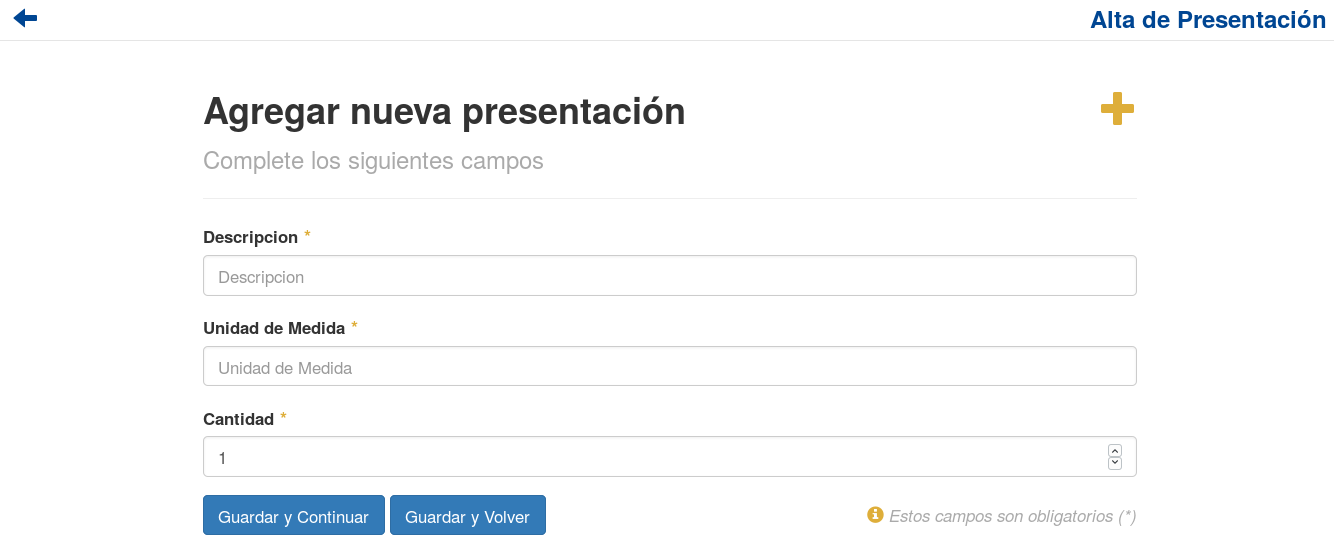 Alta de Presentación
Agregar nueva presentación
Complete los siguientes campos
Descripcion *
Descripcion
Unidad de Medida *
Unidad de Medida
Cantidad *
1
Guardar y Continuar Guardar y Volver Estos campos son obligatorios (*)